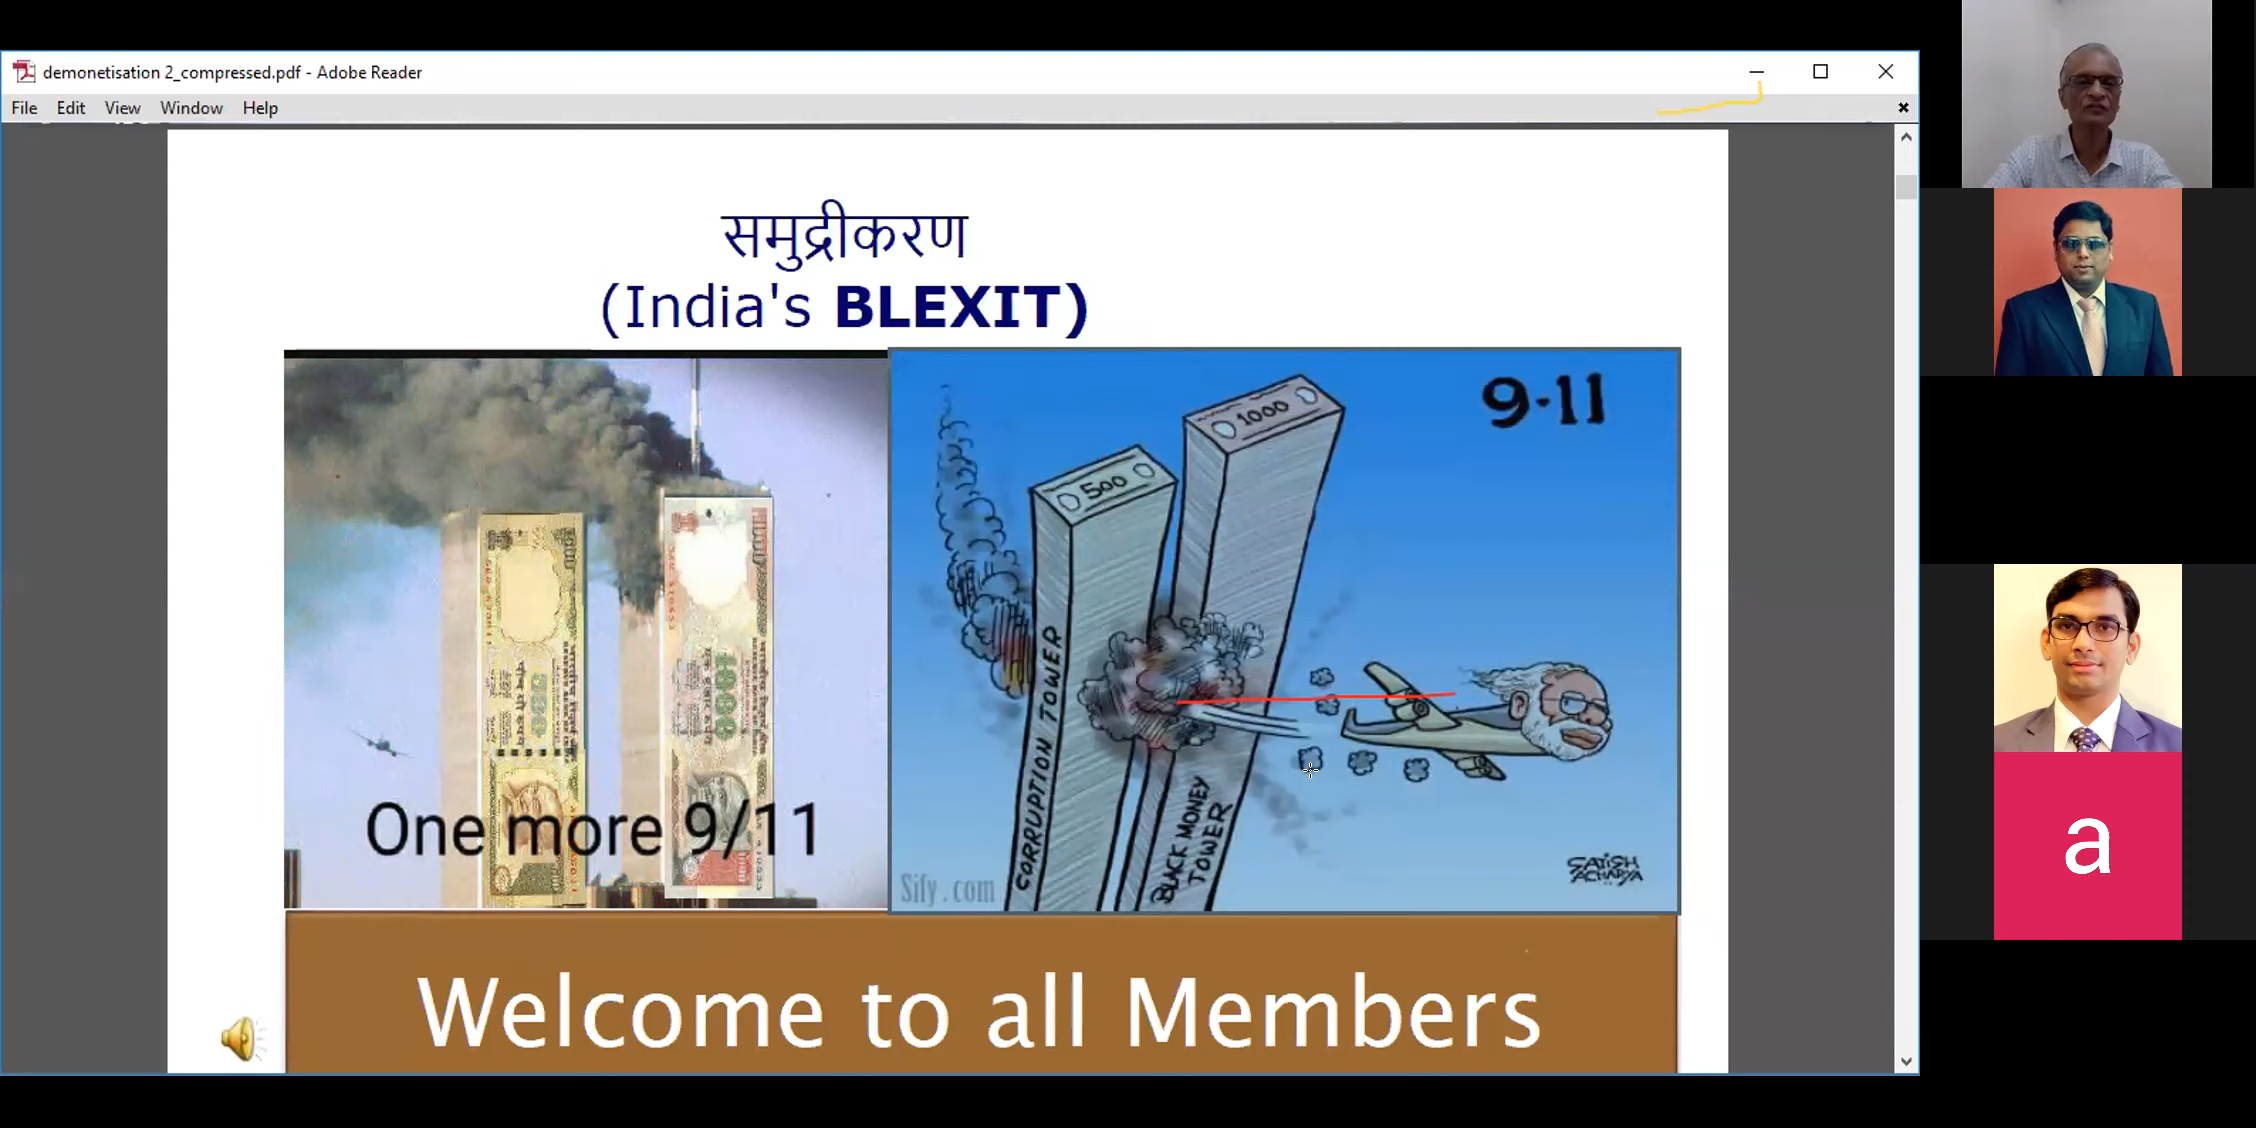 demonetisation 2_compressed.pdf - Adobe Reader
File Edit View Window Help
समुद्रीकरण
(India's BLEXIT)
One more 9/11
9-11
500
1000
CORRUPTION TOWER
BLACK MONEY
TOWER
SATISH
ACHARYA
Sify.com
Welcome to all Members
a